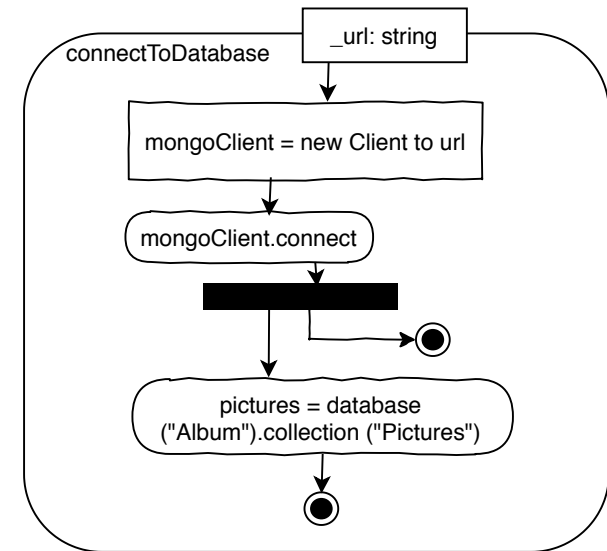 _url: string
connectToDatabase
mongoClient = new Client to url
mongoClient.connect
pictures = database
("Album").collection ("Pictures")